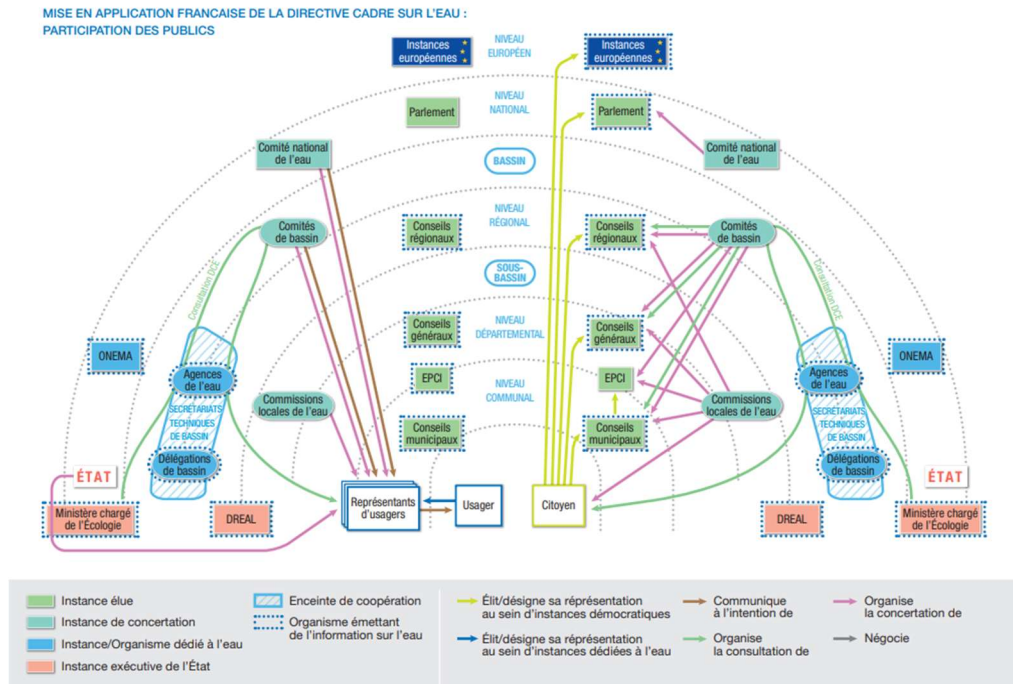 MISE EN APPLICATION FRANCAISE DE LA DIRECTIVE CADRE SUR L'EAU :
PARTICIPATION DES PUBLICS
Instances
européennes
NIVEAU
EUROPÉEN
Instances
européennes
Parlement
NIVEAU
NATIONAL
Parlement
Comité national
de l'eau
BASSIN
Comité national
de l'eau
Comités
de bassin
Conseils
régionaux
NIVEAU
RÉGIONAL
Conseils
régionaux
Comités
de bassin
Consultation DCE
SOUS-
BASSIN
Consultation DCE
ONEMA
Conseils
généraux
NIVEAU
DÉPARTEMENTAL
Conseils
généraux
ONEMA
Agences
de l'eau
EPCI
NIVEAU
COMMUNAL
EPCI
Agences
de l'eau
SECRÉTARIATS
TECHNIQUES
DE BASSIN
Commissions
locales de l'eau
Commissions
locales de l'eau
SECRÉTARIATS
TECHNIQUES
DE BASSIN
Conseils
municipaux
Conseils
municipaux
Délégations
de bassin
Délégations
de bassin
ÉTAT
ÉTAT
Ministère chargé
de l'Écologie
DREAL
Représentants
d'usagers
Usager
Citoyen
DREAL
Ministère chargé
de l'Écologie
Instance élue
Instance de concertation
Instance/Organisme dédié à l'eau
Instance exécutive de l'État
Enceinte de coopération
Organisme émettant
de l'information sur l'eau
Élit/désigne sa réprésentation
au sein d'instances démocratiques
Élit/désigne sa réprésentation
au sein d'instances dédiées à l'eau
Communique
à l'intention de
Organise
la consultation de
Organise
la concertation de
Négocie